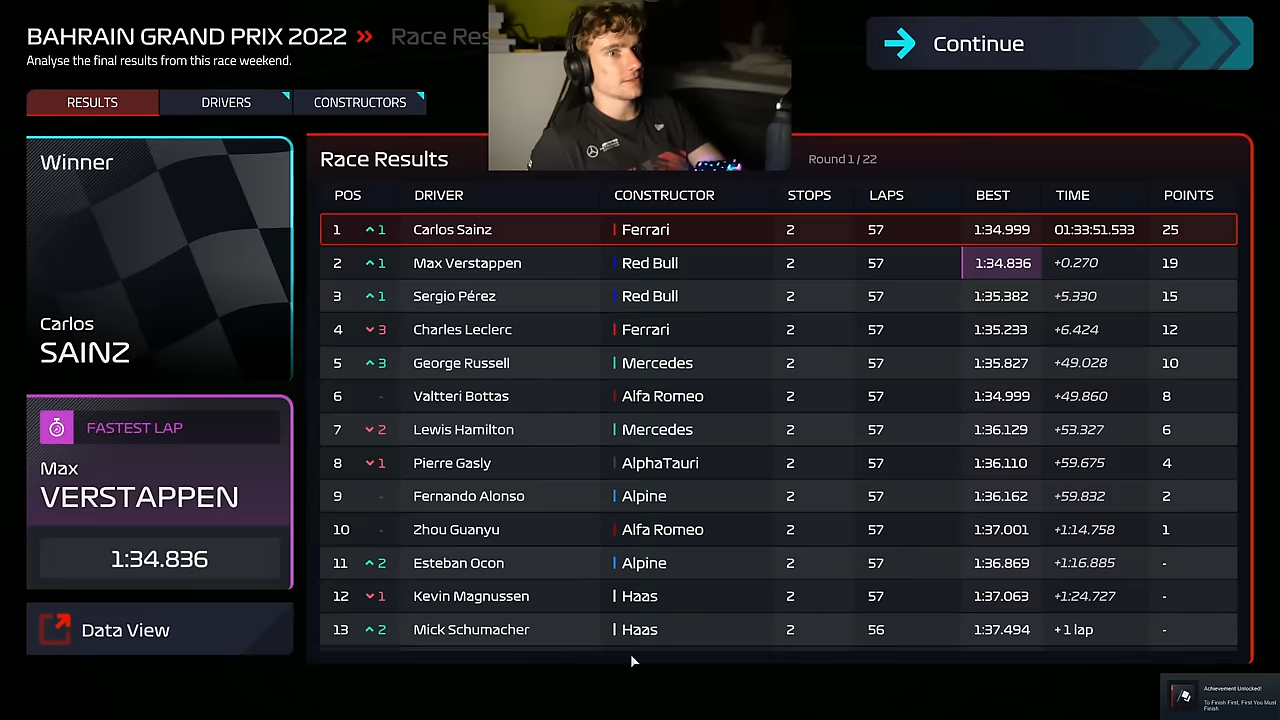 BAHRAIN GRAND PRIX 2022 » Race Res
Analyse the final results from this race weekend.
Continue
RESULTS DRIVERS CONSTRUCTORS
Winner
Carlos
SAINZ
FASTEST LAP
Max
VERSTAPPEN
1:34.836
Data View
Race Results Round 1 / 22
POS DRIVER CONSTRUCTOR STOPS LAPS BEST TIME POINTS
1 1 Carlos Sainz Ferrari 2 57 1:34.999 01:33:51.533 25
2 1 Max Verstappen Red Bull 2 57 1:34.836 +0.270 19
3 1 Sergio Pérez Red Bull 2 57 1:35.382 +5.330 15
4 3 Charles Leclerc Ferrari 2 57 1:35.233 +6.424 12
5 3 George Russell Mercedes 2 57 1:35.827 +49.028 10
6 - Valtteri Bottas Alfa Romeo 2 57 1:34.999 +49.860 8
7 2 Lewis Hamilton Mercedes 2 57 1:36.129 +53.327 6
8 1 Pierre Gasly AlphaTauri 2 57 1:36.110 +59.675 4
9 - Fernando Alonso Alpine 2 57 1:36.162 +59.832 2
10 - Zhou Guanyu Alfa Romeo 2 57 1:37.001 +1:14.758 1
11 2 Esteban Ocon Alpine 2 57 1:36.869 +1:16.885 -
12 1 Kevin Magnussen Haas 2 57 1:37.063 +1:24.727 -
13 2 Mick Schumacher Haas 2 56 1:37.494 +1 lap -
Achievement Unlocked!
To Finish First, First You Must
Finish